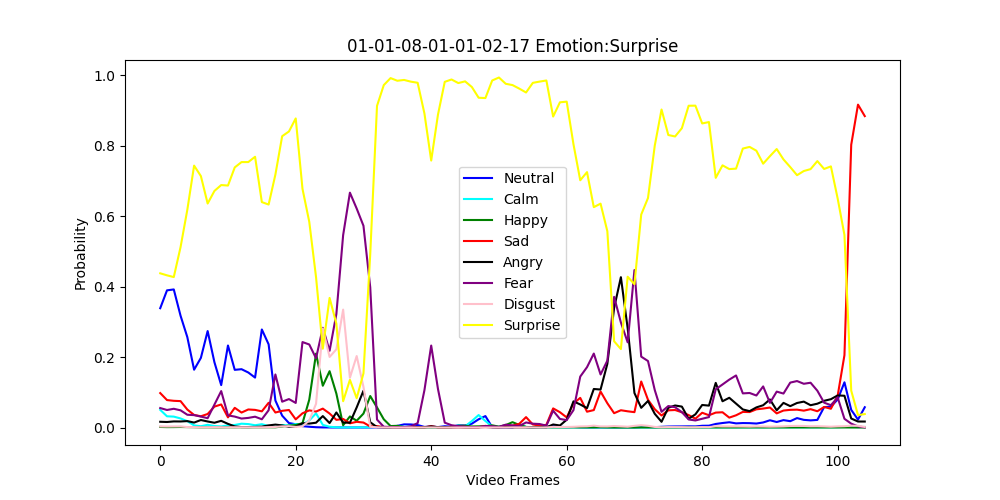 01-01-08-01-01-02-17 Emotion:Surprise
Probability
1.0
0.8
0.6
0.4
0.2
0.0
Neutral
Calm
Happy
Sad
Angry
Fear
Disgust
Surprise
0 20 40 60 80 100
Video Frames